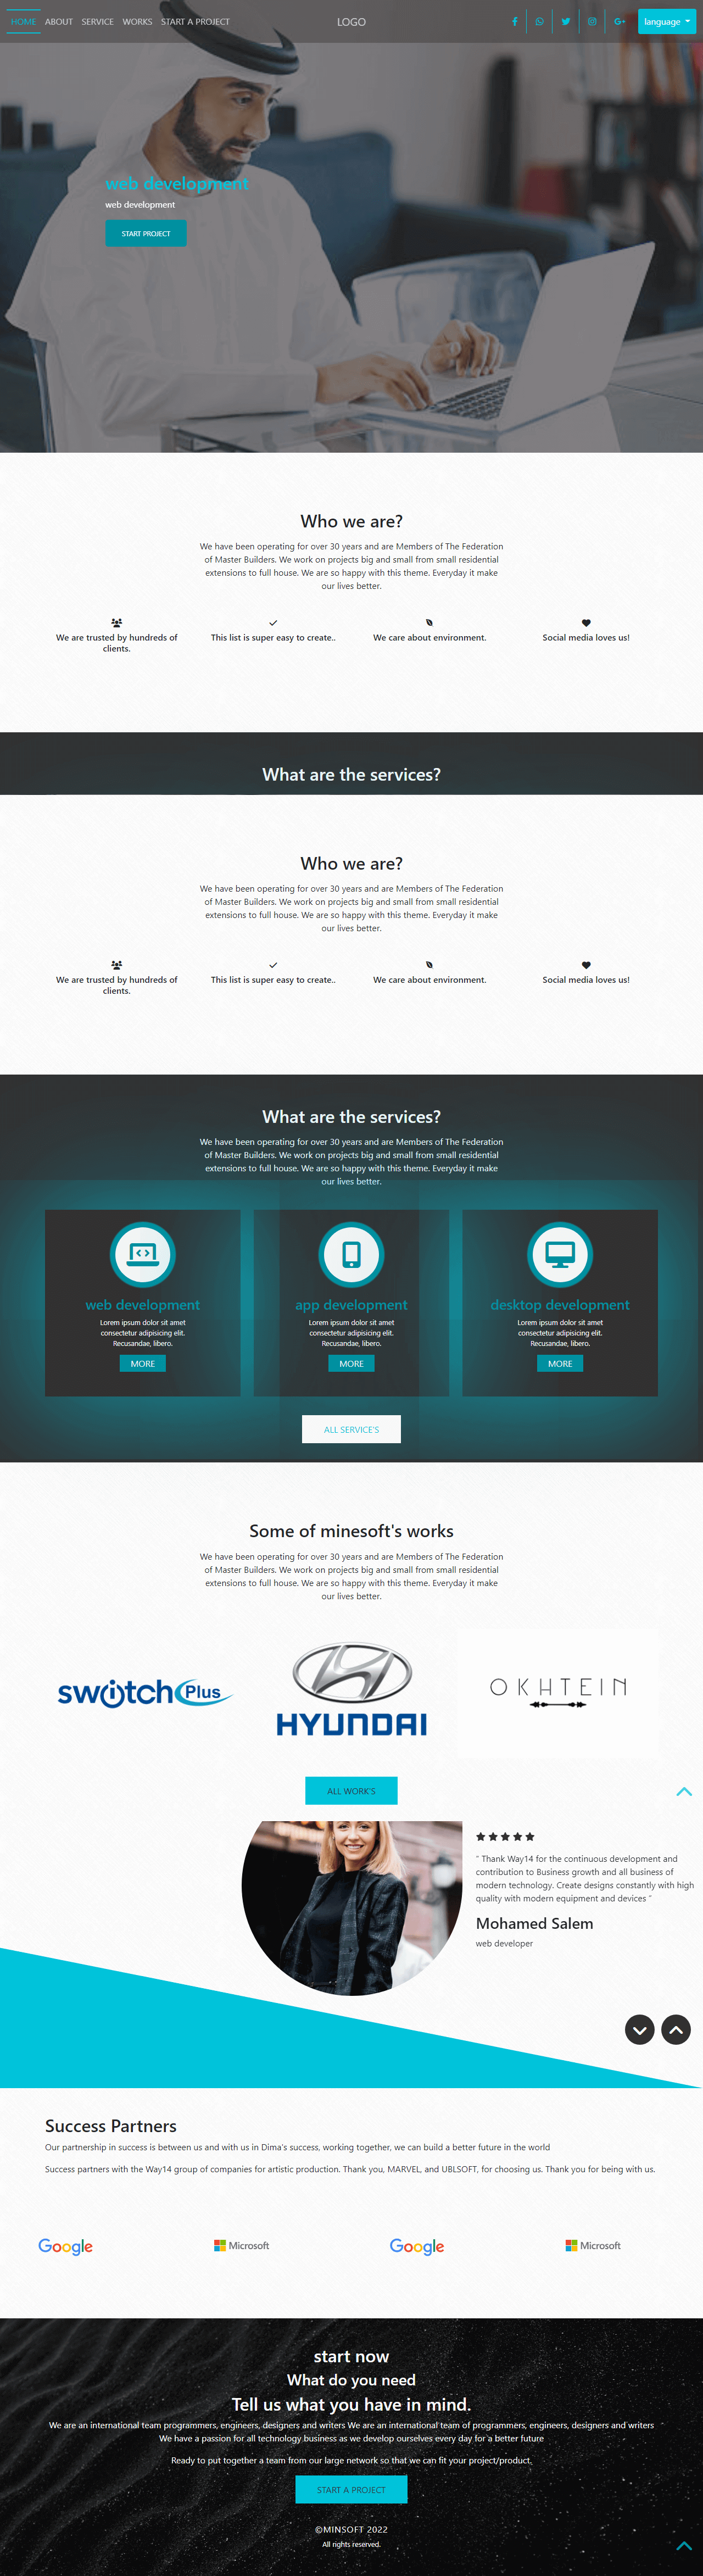 HOME ABOUT SERVICE WORKS START A PROJECT LOGO language
web development
web development
START PROJECT
Who we are?
We have been operating for over 30 years and are Members of The Federation
of Master Builders. We work on projects big and small from small residential
extensions to full house. We are so happy with this theme. Everyday it make
our lives better.
We are trusted by hundreds of
clients.
This list is super easy to create..
We care about environment.
Social media loves us!
What are the services?
Who we are?
We have been operating for over 30 years and are Members of The Federation
of Master Builders. We work on projects big and small from small residential
extensions to full house. We are so happy with this theme. Everyday it make
our lives better.
We are trusted by hundreds of
clients.
This list is super easy to create..
We care about environment.
Social media loves us!
What are the services?
We have been operating for over 30 years and are Members of The Federation
of Master Builders. We work on projects big and small from small residential
extensions to full house. We are so happy with this theme. Everyday it make
our lives better.
web development
Lorem ipsum dolor sit amet
consectetur adipisicing elit.
Recusandae, libero.
MORE
app development
Lorem ipsum dolor sit amet
consectetur adipisicing elit.
Recusandae, libero.
MORE
desktop development
Lorem ipsum dolor sit amet
consectetur adipisicing elit.
Recusandae, libero.
MORE
ALL SERVICE'S
Some of minesoft's works
We have been operating for over 30 years and are Members of The Federation
of Master Builders. We work on projects big and small from small residential
extensions to full house. We are so happy with this theme. Everyday it make
our lives better.
switch Plus
HYUNDAI
OKHTEIN
ALL WORK'S
" Thank Way14 for the continuous development and
contribution to Business growth and all business of
modern technology. Create designs constantly with high
quality with modern equipment and devices "
Mohamed Salem
web developer
Success Partners
Our partnership in success is between us and with us in Dima's success, working together, we can build a better future in the world
Success partners with the Way14 group of companies for artistic production. Thank you, MARVEL, and UBLSOFT, for choosing us. Thank you for being with us.
Google Microsoft Google Microsoft
start now
What do you need
Tell us what you have in mind.
We are an international team programmers, engineers, designers and writers We are an international team of programmers, engineers, designers and writers
We have a passion for all technology business as we develop ourselves every day for a better future
Ready to put together a team from our large network so that we can fit your project/product.
START A PROJECT
©MINSOFT 2022
All rights reserved.